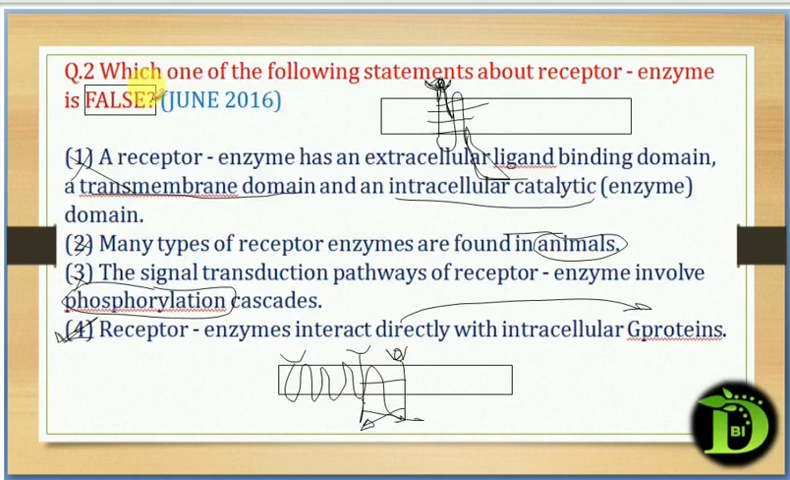 Q.2 Which one of the following statements about receptor - enzyme
is FALSE? (JUNE 2016)
(1) A receptor - enzyme has an extracellular ligand binding domain,
a transmembrane domain and an intracellular catalytic (enzyme)
domain.
(2) Many types of receptor enzymes are found in animals.
(3) The signal transduction pathways of receptor - enzyme involve
phosphorylation cascades.
(4) Receptor - enzymes interact directly with intracellular Gproteins.
D
BI